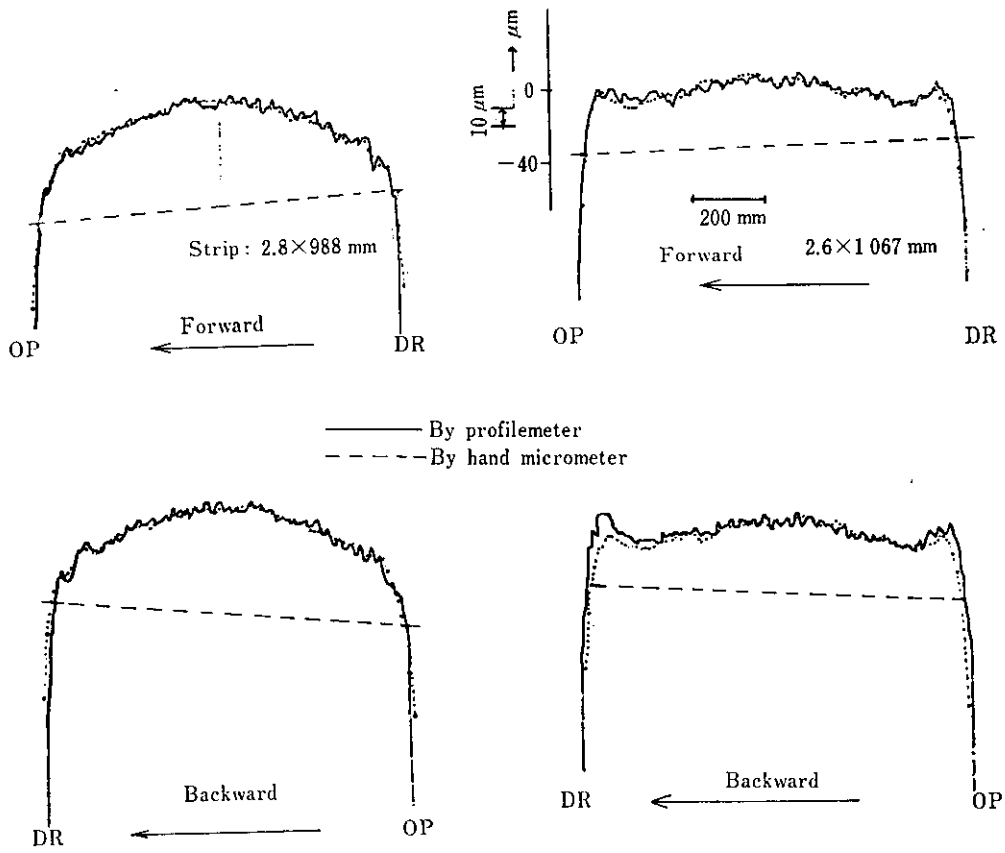 μm
0
10 μm
−40
200 mm
Strip : 2.8×988 mm
Forward
2.6×1 067 mm
Forward
OP
DR
OP
DR
By profilemeter
By hand micrometer
Backward
DR
OP
Backward
DR
OP